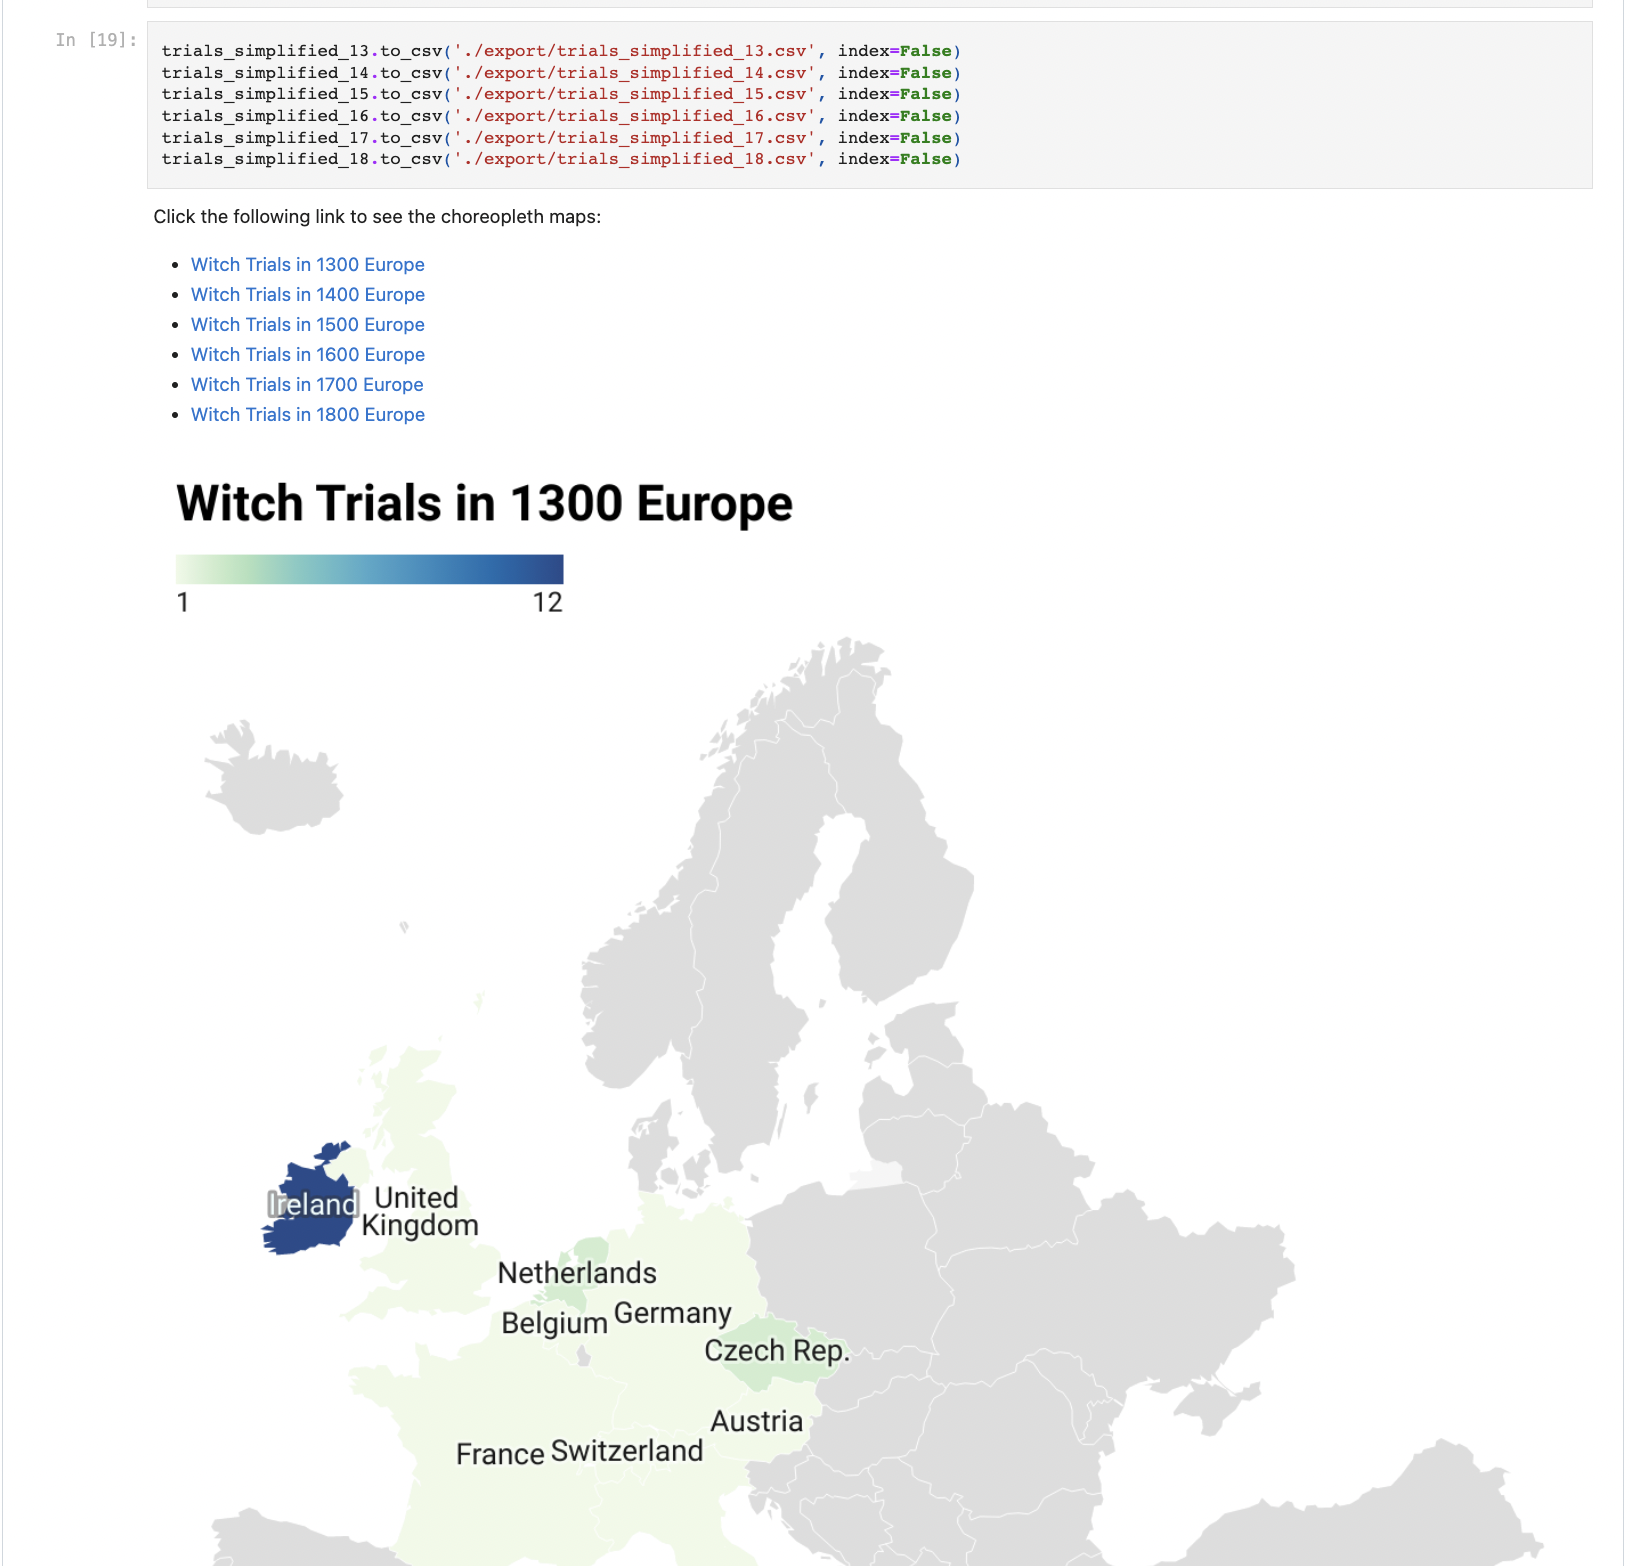 In [19]:
trials_simplified_13.to_csv('./export/trials_simplified_13.csv', index=False)
trials_simplified_14.to_csv('./export/trials_simplified_14.csv', index=False)
trials_simplified_15.to_csv('./export/trials_simplified_15.csv', index=False)
trials_simplified_16.to_csv('./export/trials_simplified_16.csv', index=False)
trials_simplified_17.to_csv('./export/trials_simplified_17.csv', index=False)
trials_simplified_18.to_csv('./export/trials_simplified_18.csv', index=False)
Click the following link to see the choreopleth maps:
• Witch Trials in 1300 Europe
• Witch Trials in 1400 Europe
• Witch Trials in 1500 Europe
• Witch Trials in 1600 Europe
• Witch Trials in 1700 Europe
• Witch Trials in 1800 Europe
Witch Trials in 1300 Europe
1 12
Ireland
United
Kingdom
Netherlands
Belgium
Germany
Czech Rep.
Austria
France
Switzerland